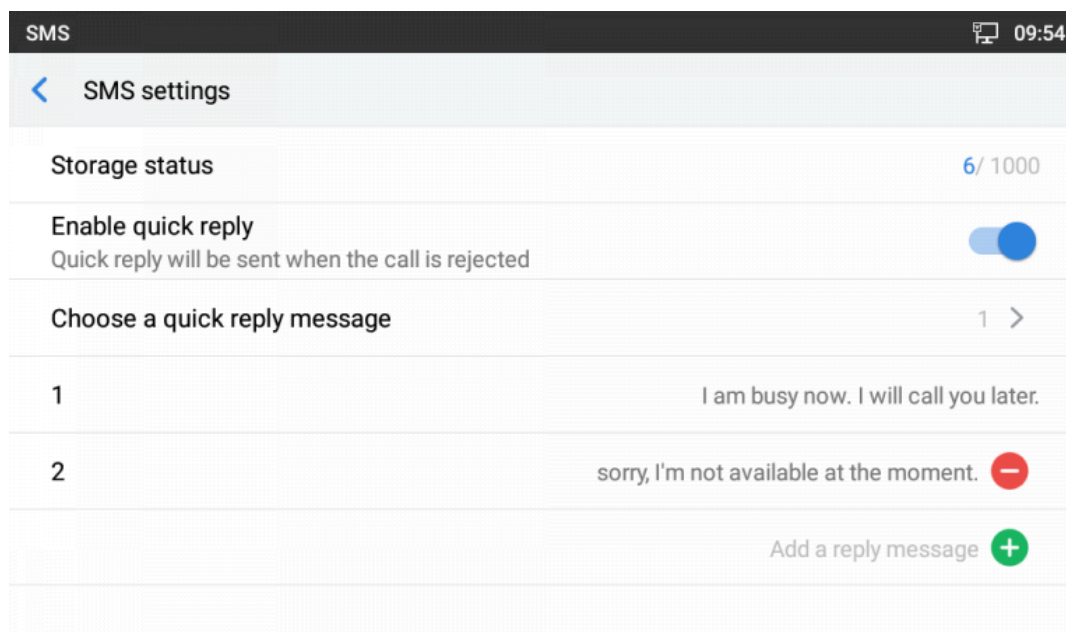 SMS 09:54
SMS settings
Storage status 6/ 1000
Enable quick reply
Quick reply will be sent when the call is rejected
Choose a quick reply message 1
1 I am busy now. I will call you later.
2 sorry, I'm not available at the moment.
Add a reply message